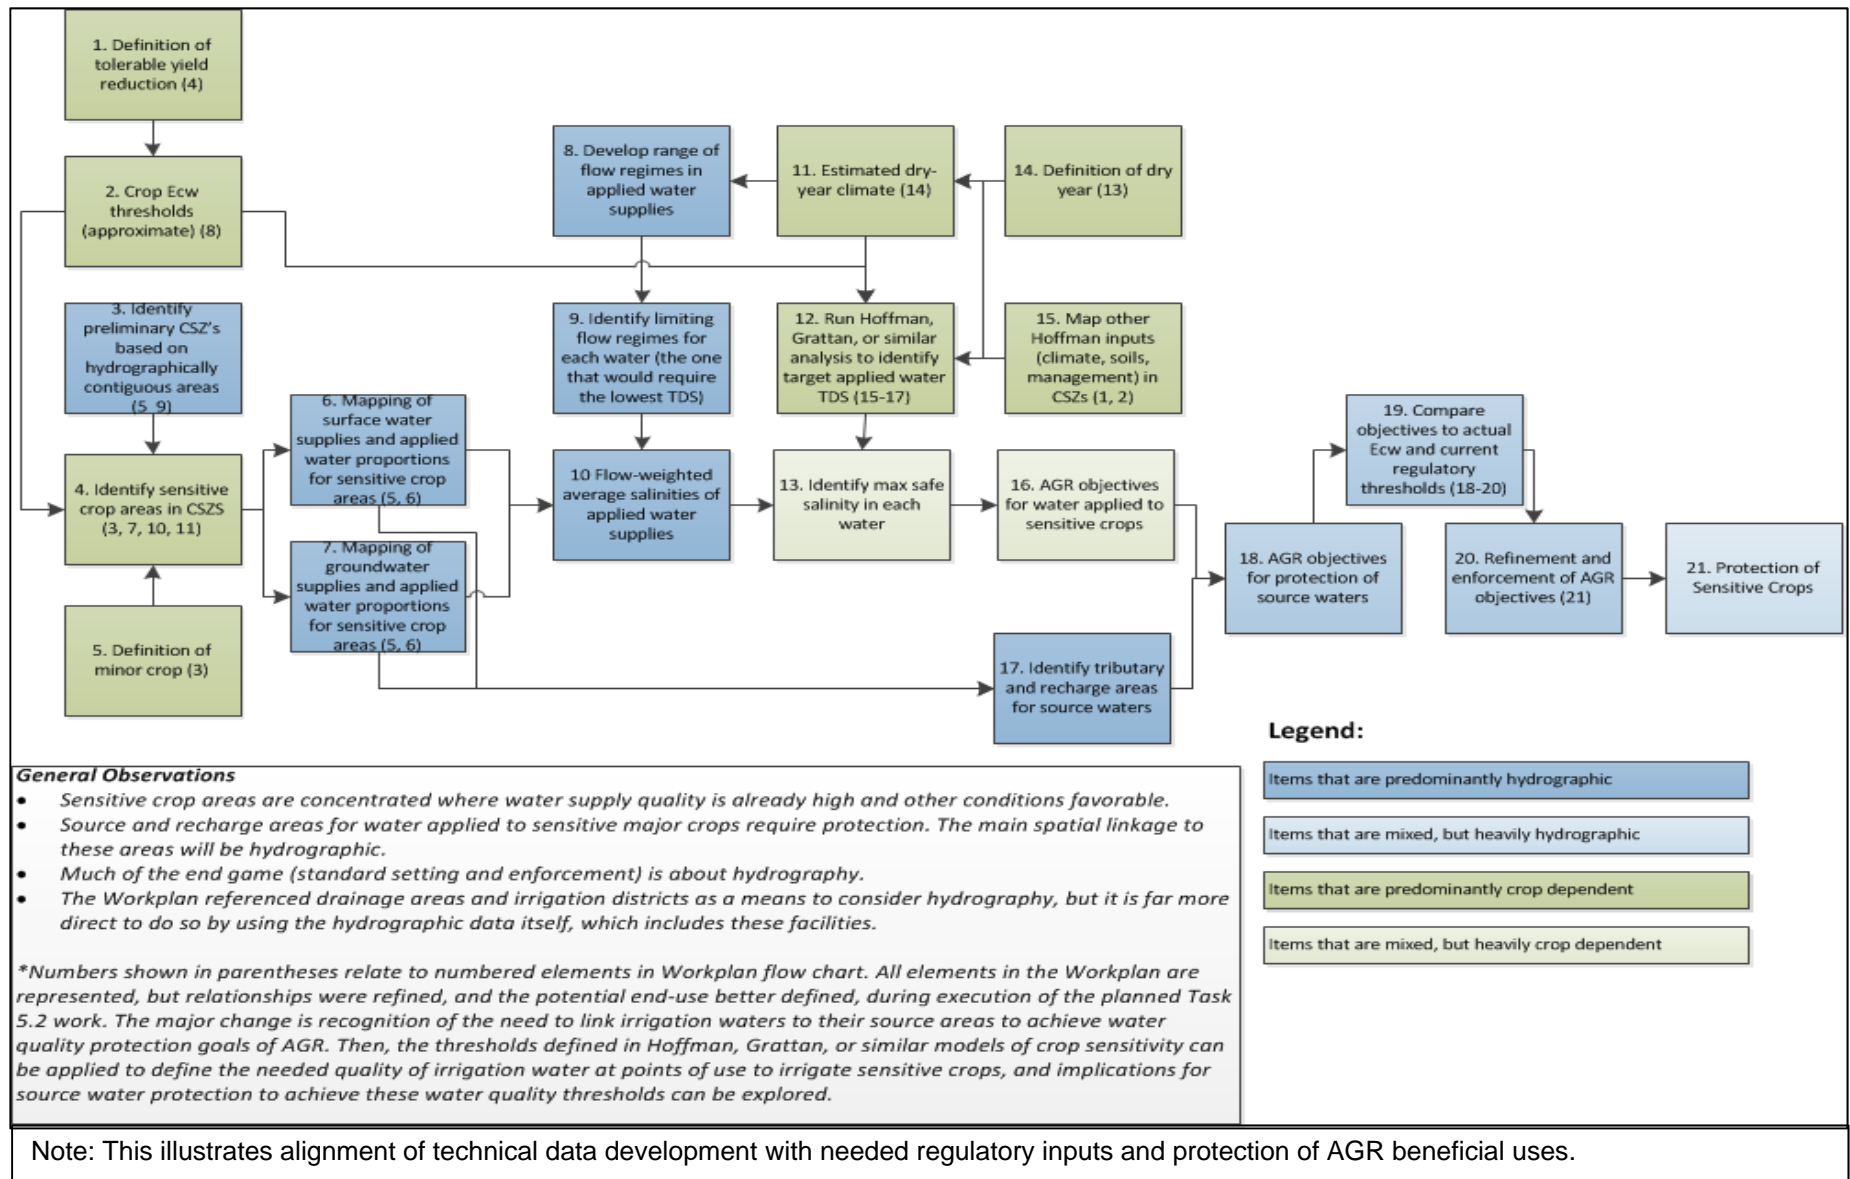 1. Definition of
tolerable yield
reduction (4)
2. Crop Ecw
thresholds
(approximate) (8)
3. Identify
preliminary CSZ's
based on
hydrographically
contiguous areas
(5 9)
4. Identify sensitive
crop areas in CSZS
(3, 7, 10, 11)
5. Definition of
minor crop (3)
6. Mapping of
surface water
supplies and applied
water proportions
for sensitive crop
areas (5, 6)
7. Mapping of
groundwater
supplies and applied
water proportions
for sensitive crop
areas (5, 6)
8. Develop range of
flow regimes in
applied water
supplies
9. Identify limiting
flow regimes for
each water (the one
that would require
the lowest TDS)
10 Flow-weighted
average salinities of
applied water
supplies
11. Estimated dry-
year climate (14)
12. Run Hoffman,
Grattan, or similar
analysis to identify
target applied water
TDS (15-17)
13. Identify max safe
salinity in each
water
14. Definition of dry
year (13)
15. Map other
Hoffman inputs
(climate, soils,
management) in
CSZs (1, 2)
16. AGR objectives
for water applied to
sensitive crops
17. Identify tributary
and recharge areas
for source waters
18. AGR objectives
for protection of
source waters
19. Compare
objectives to actual
Ecw and current
regulatory
thresholds (18-20)
20. Refinement and
enforcement of AGR
objectives (21)
21. Protection of
Sensitive Crops
Legend:
Items that are predominantly hydrographic
Items that are mixed, but heavily hydrographic
Items that are predominantly crop dependent
Items that are mixed, but heavily crop dependent
General Observations
• Sensitive crop areas are concentrated where water supply quality is already high and other conditions favorable.
• Source and recharge areas for water applied to sensitive major crops require protection. The main spatial linkage to
these areas will be hydrographic.
• Much of the end game (standard setting and enforcement) is about hydrography.
• The Workplan referenced drainage areas and irrigation districts as a means to consider hydrography, but it is far more
direct to do so by using the hydrographic data itself, which includes these facilities.
*Numbers shown in parentheses relate to numbered elements in Workplan flow chart. All elements in the Workplan are
represented, but relationships were refined, and the potential end-use better defined, during execution of the planned Task
5.2 work. The major change is recognition of the need to link irrigation waters to their source areas to achieve water
quality protection goals of AGR. Then, the thresholds defined in Hoffman, Grattan, or similar models of crop sensitivity can
be applied to define the needed quality of irrigation water at points of use to irrigate sensitive crops, and implications for
source water protection to achieve these water quality thresholds can be explored.
Note: This illustrates alignment of technical data development with needed regulatory inputs and protection of AGR beneficial uses.